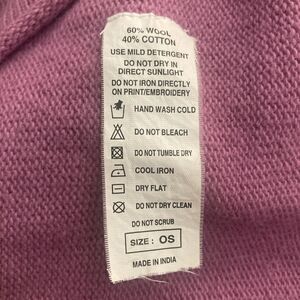 60% WOOL
40% COTTON
USE MILD DETERGENT
DO NOT DRY IN
DIRECT SUNLIGHT
DO NOT IRON DIRECTLY
ON PRINT/EMBROIDERY
HAND WASH COLD
DO NOT BLEACH
DO NOT TUMBLE DRY
COOL IRON
DRY FLAT
DO NOT DRY CLEAN
DO NOT SCRUB
SIZE : OS
MADE IN INDIA